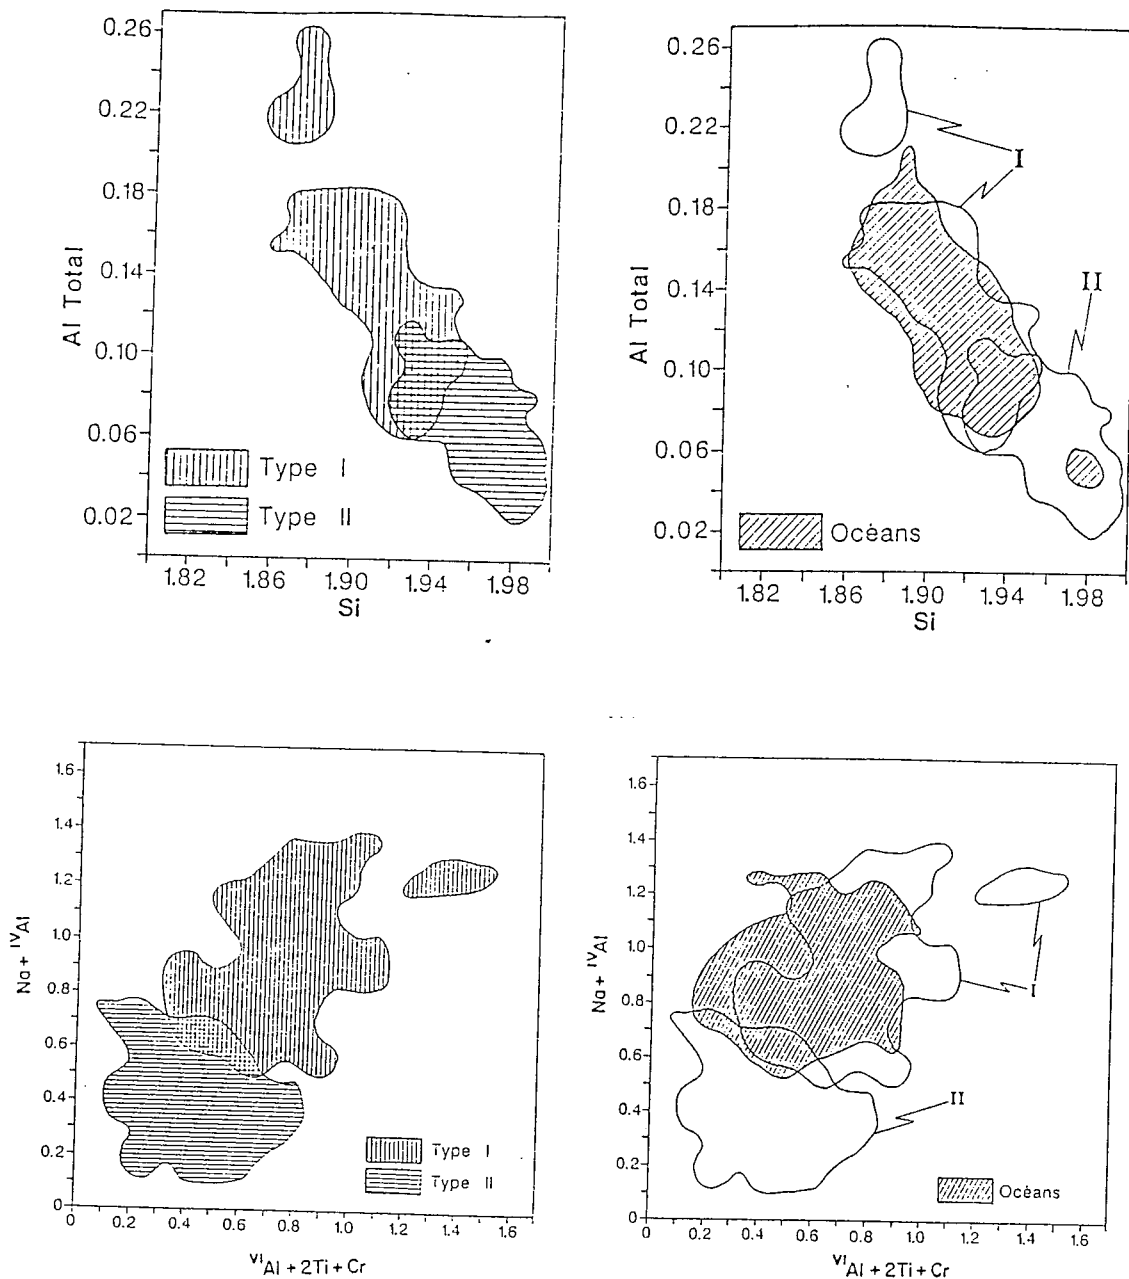 0.26
0.22
0.18
0.14
0.10
0.06
0.02
Al Total
Type I
Type II
1.82 1.86 1.90 1.94 1.98
Si
0.26
0.22
0.18
0.14
0.10
0.06
0.02
Al Total
I
II
Océans
1.82 1.86 1.90 1.94 1.98
Si
1.6
1.4
1.2
1.0
0.8
0.6
0.4
0.2
0
Na + IVAl
Type I
Type II
0 0.2 0.4 0.6 0.8 1.0 1.2 1.4 1.6
VIAl + 2Ti + Cr
1.6
1.4
1.2
1.0
0.8
0.6
0.4
0.2
0
Na + IVAl
I
II
Océans
0 0.2 0.4 0.6 0.8 1.0 1.2 1.4 1.6
VIAl + 2Ti + Cr